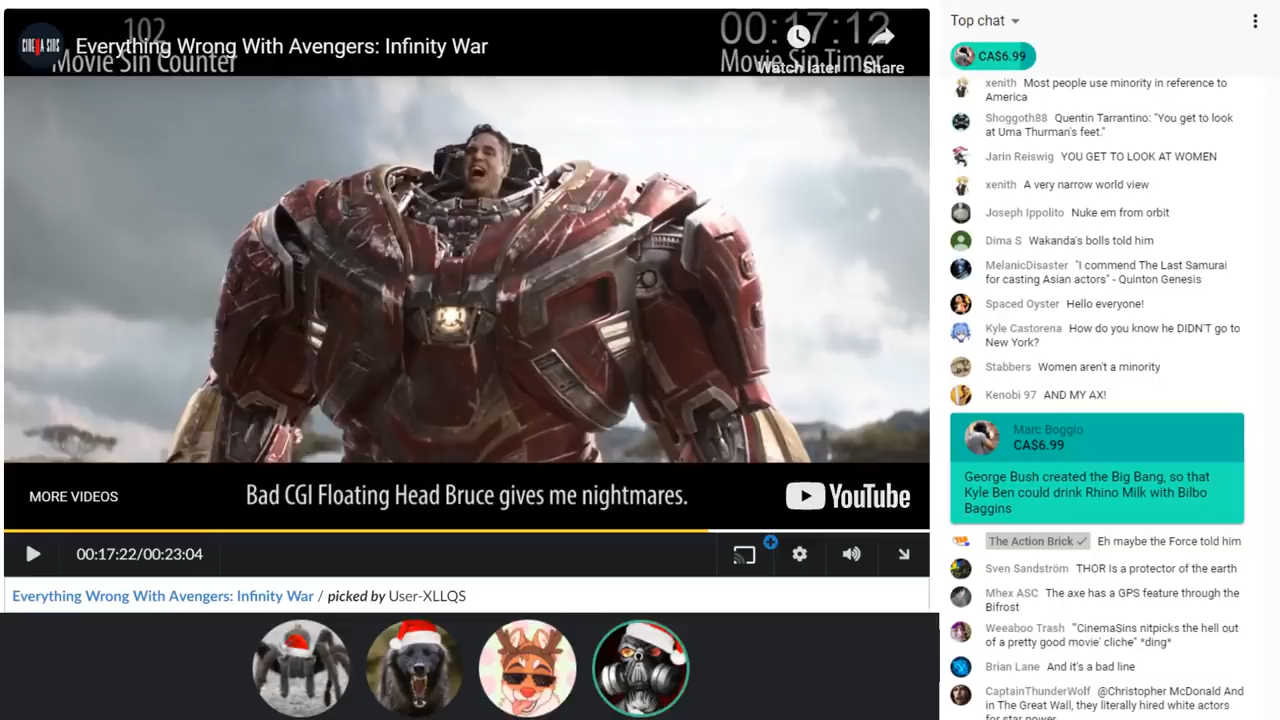 102
Movie Sin Counter
CINEMA SINS
Everything Wrong With Avengers: Infinity War
00:17:12
Movie Sin Timer
Watch later
Share
MORE VIDEOS
Bad CGI Floating Head Bruce gives me nightmares.
YouTube
00:17:22/00:23:04
Everything Wrong With Avengers: Infinity War / picked by User-XLLQS
Top chat
CA$6.99
xenith Most people use minority in reference to
America
Shoggoth88 Quentin Tarrantino: "You get to look
at Uma Thurman's feet."
Jarin Reiswig YOU GET TO LOOK AT WOMEN
xenith A very narrow world view
Joseph Ippolito Nuke em from orbit
Dima S Wakanda's bolls told him
MelanicDisaster "I commend The Last Samurai
for casting Asian actors" - Quinton Genesis
Spaced Oyster Hello everyone!
Kyle Castorena How do you know he DIDN'T go to
New York?
Stabbers Women aren't a minority
Kenobi 97 AND MY AX!
Marc Boggio
CA$6.99
George Bush created the Big Bang, so that
Kyle Ben could drink Rhino Milk with Bilbo
Baggins
The Action Brick Eh maybe the Force told him
Sven Sandström THOR Is a protector of the earth
Mhex ASC The axe has a GPS feature through the
Bifrost
Weeaboo Trash "'CinemaSins nitpicks the hell out
of a pretty good movie' cliche" *ding*
Brian Lane And it's a bad line
CaptainThunderWolf @Christopher McDonald And
in The Great Wall, they literally hired white actors
for star power